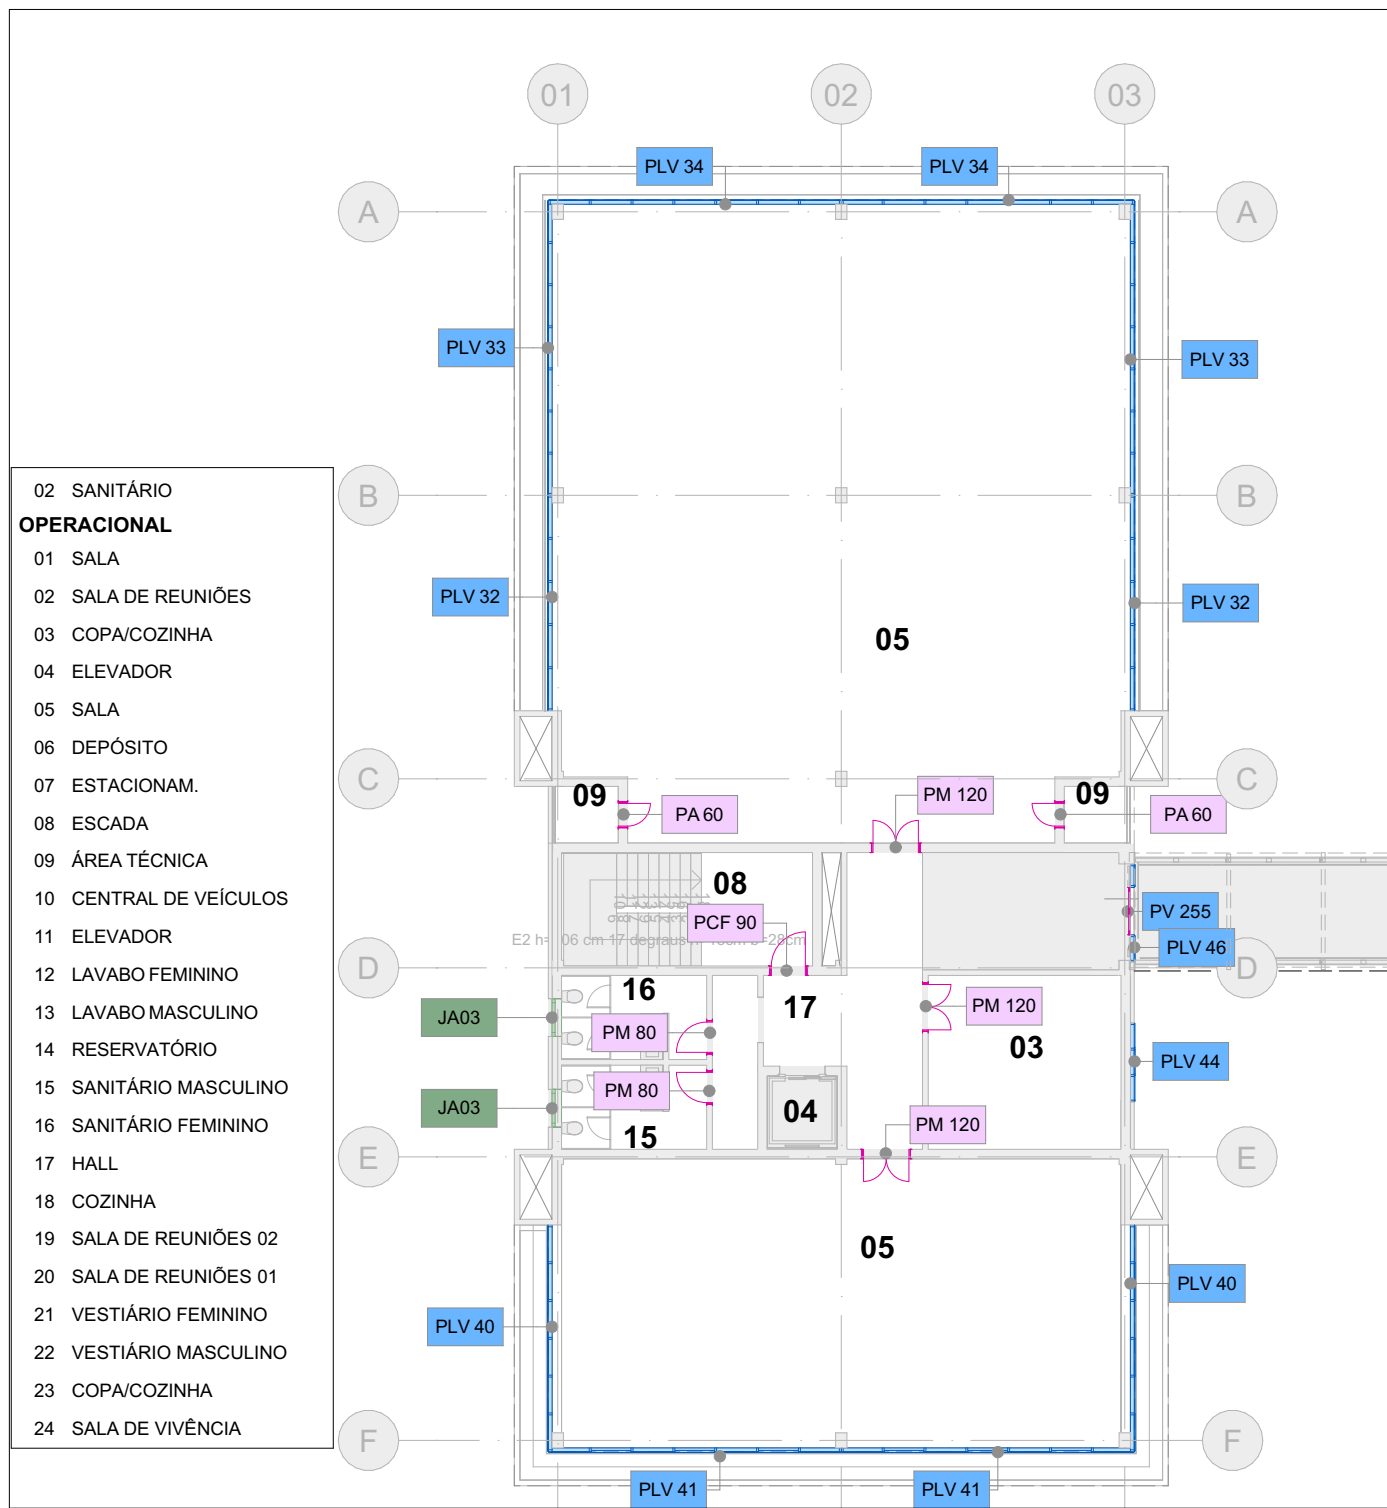 01 02 03
PLV 34 PLV 34
A A
PLV 33 PLV 33
B B
02 SANITÁRIO
OPERACIONAL
01 SALA
02 SALA DE REUNIÕES
03 COPA/COZINHA
04 ELEVADOR
05 SALA
06 DEPÓSITO
07 ESTACIONAM.
08 ESCADA
09 ÁREA TÉCNICA
10 CENTRAL DE VEÍCULOS
11 ELEVADOR
12 LAVABO FEMININO
13 LAVABO MASCULINO
14 RESERVATÓRIO
15 SANITÁRIO MASCULINO
16 SANITÁRIO FEMININO
17 HALL
18 COZINHA
19 SALA DE REUNIÕES 02
20 SALA DE REUNIÕES 01
21 VESTIÁRIO FEMININO
22 VESTIÁRIO MASCULINO
23 COPA/COZINHA
24 SALA DE VIVÊNCIA
PLV 32 PLV 32
05
C C
09 PM 120 09
PA 60 PA 60
08
PCF 90 PV 255
E2 h= 06 cm 17 degraus
PLV 46
D D
16
17
JA03 PM 80 PM 120
03
PLV 44
JA03 PM 80
04
15 PM 120
E E
05
PLV 40
PLV 40
F F
PLV 41 PLV 41